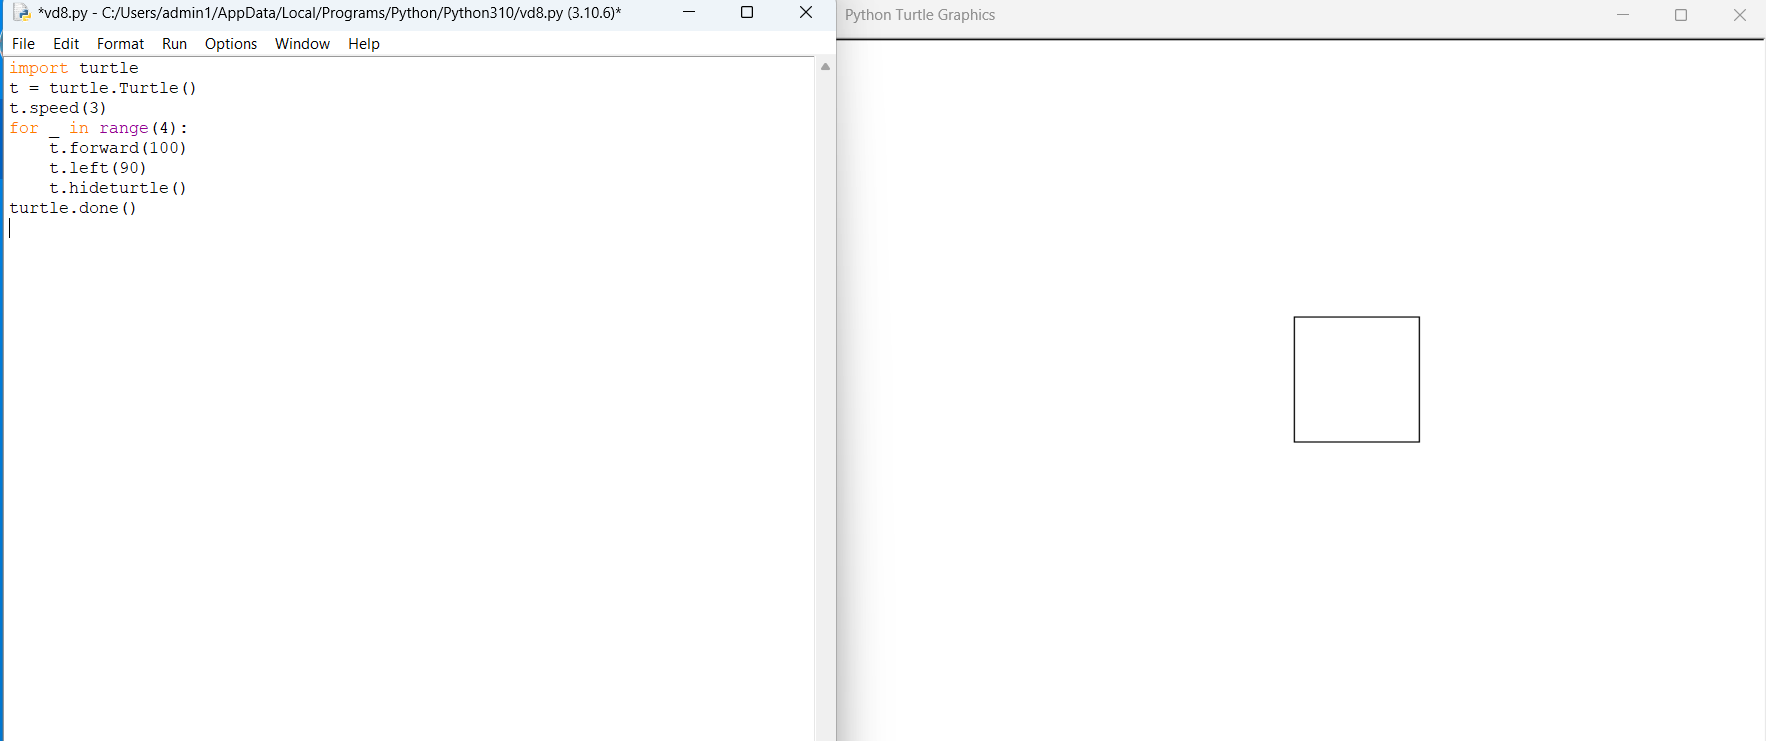 *vd8.py - C:/Users/admin1/AppData/Local/Programs/Python/Python310/vd8.py (3.10.6)*
File Edit Format Run Options Window Help
import turtle
t = turtle.Turtle()
t.speed(3)
for _ in range(4):
    t.forward(100)
    t.left(90)
    t.hideturtle()
turtle.done()
Python Turtle Graphics